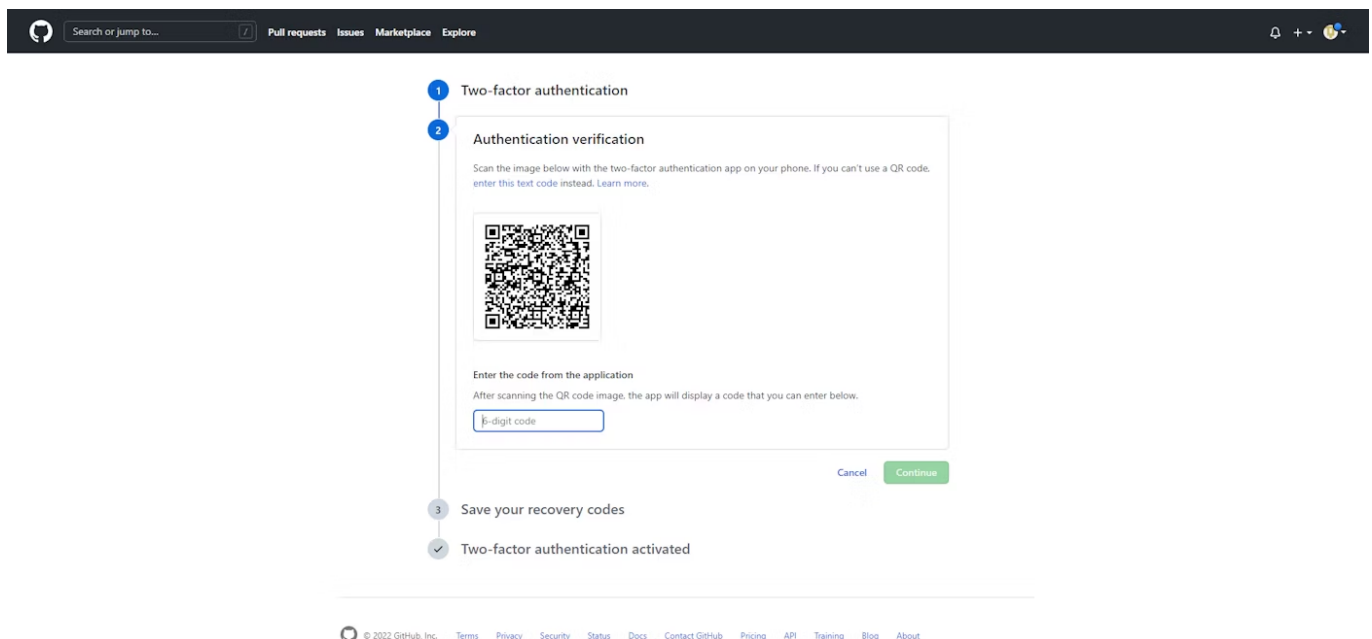 Search or jump to... /
Pull requests Issues Marketplace Explore
1 Two-factor authentication
2
Authentication verification
Scan the image below with the two-factor authentication app on your phone. If you can't use a QR code,
enter this text code instead. Learn more.
Enter the code from the application
After scanning the QR code image, the app will display a code that you can enter below.
6-digit code
Cancel Continue
3 Save your recovery codes
Two-factor authentication activated
© 2022 GitHub, Inc. Terms Privacy Security Status Docs Contact GitHub Pricing API Training Blog About